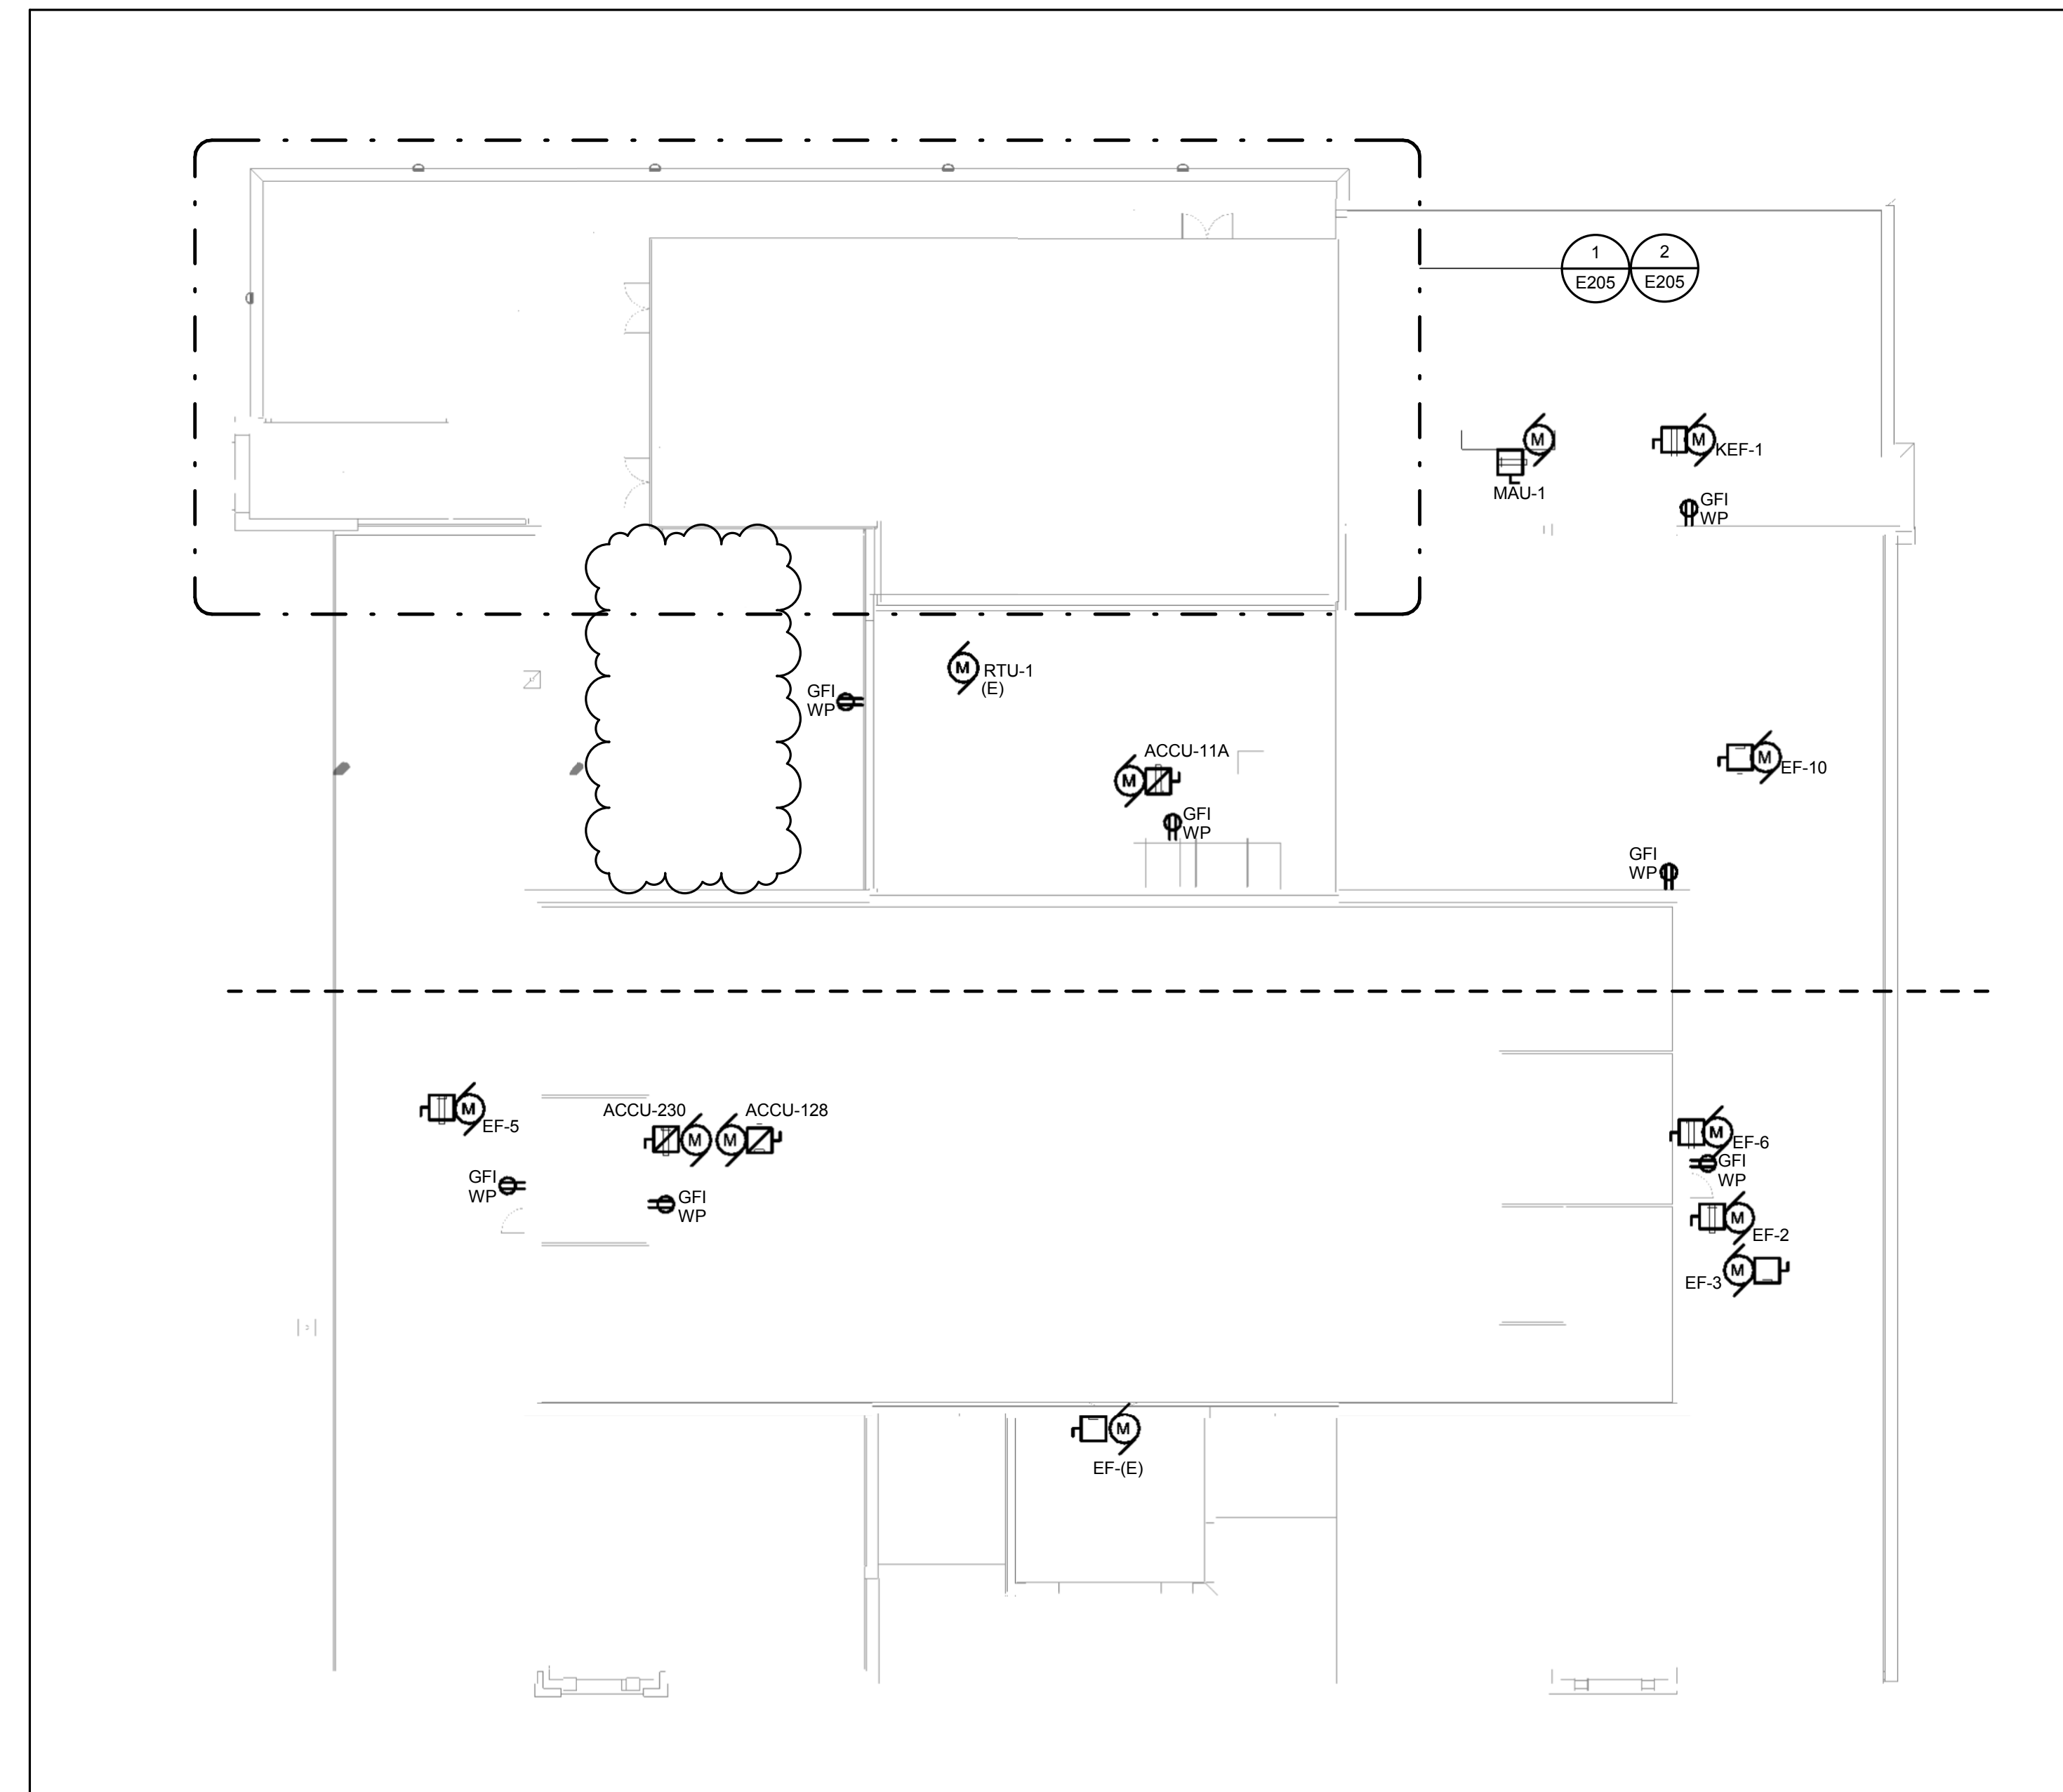 1
E205
2
E205
M
M
KEF-1
MAU-1
GFI
WP
M
RTU-1
(E)
GFI
WP
ACCU-11A
M
GFI
WP
M
EF-10
GFI
WP
M
EF-5
ACCU-230
ACCU-128
M
M
M
EF-6
GFI
WP
GFI
WP
GFI
WP
M
EF-2
EF-3
M
M
EF-(E)